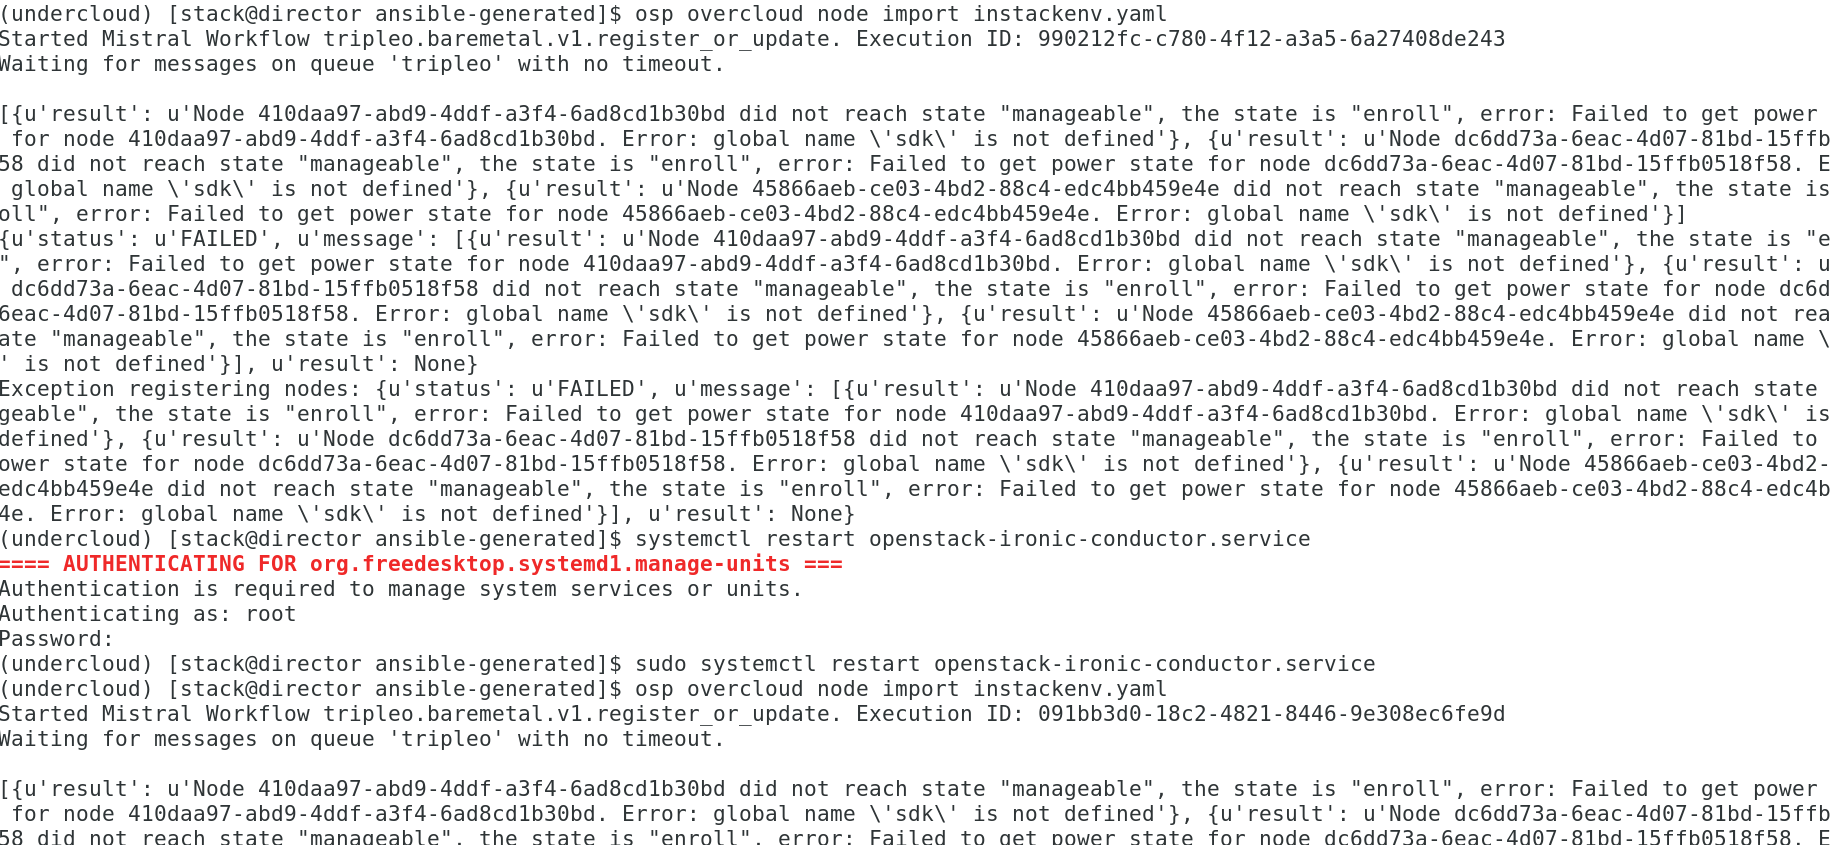 (undercloud) [stack@director ansible-generated]$ osp overcloud node import instackenv.yaml
Started Mistral Workflow tripleo.baremetal.v1.register_or_update. Execution ID: 990212fc-c780-4f12-a3a5-6a27408de243
Waiting for messages on queue 'tripleo' with no timeout.
[{u'result': u'Node 410daa97-abd9-4ddf-a3f4-6ad8cd1b30bd did not reach state "manageable", the state is "enroll", error: Failed to get power
for node 410daa97-abd9-4ddf-a3f4-6ad8cd1b30bd. Error: global name \'sdk\' is not defined'}, {u'result': u'Node dc6dd73a-6eac-4d07-81bd-15ffb
58 did not reach state "manageable", the state is "enroll", error: Failed to get power state for node dc6dd73a-6eac-4d07-81bd-15ffb0518f58. E
global name \'sdk\' is not defined'}, {u'result': u'Node 45866aeb-ce03-4bd2-88c4-edc4bb459e4e did not reach state "manageable", the state is
oll", error: Failed to get power state for node 45866aeb-ce03-4bd2-88c4-edc4bb459e4e. Error: global name \'sdk\' is not defined'}]
{u'status': u'FAILED', u'message': [{u'result': u'Node 410daa97-abd9-4ddf-a3f4-6ad8cd1b30bd did not reach state "manageable", the state is "e
", error: Failed to get power state for node 410daa97-abd9-4ddf-a3f4-6ad8cd1b30bd. Error: global name \'sdk\' is not defined'}, {u'result': u
dc6dd73a-6eac-4d07-81bd-15ffb0518f58 did not reach state "manageable", the state is "enroll", error: Failed to get power state for node dc6d
6eac-4d07-81bd-15ffb0518f58. Error: global name \'sdk\' is not defined'}, {u'result': u'Node 45866aeb-ce03-4bd2-88c4-edc4bb459e4e did not rea
ate "manageable", the state is "enroll", error: Failed to get power state for node 45866aeb-ce03-4bd2-88c4-edc4bb459e4e. Error: global name \
' is not defined'}], u'result': None}
Exception registering nodes: {u'status': u'FAILED', u'message': [{u'result': u'Node 410daa97-abd9-4ddf-a3f4-6ad8cd1b30bd did not reach state
geable", the state is "enroll", error: Failed to get power state for node 410daa97-abd9-4ddf-a3f4-6ad8cd1b30bd. Error: global name \'sdk\' is
defined'}, {u'result': u'Node dc6dd73a-6eac-4d07-81bd-15ffb0518f58 did not reach state "manageable", the state is "enroll", error: Failed to
ower state for node dc6dd73a-6eac-4d07-81bd-15ffb0518f58. Error: global name \'sdk\' is not defined'}, {u'result': u'Node 45866aeb-ce03-4bd2-
edc4bb459e4e did not reach state "manageable", the state is "enroll", error: Failed to get power state for node 45866aeb-ce03-4bd2-88c4-edc4b
4e. Error: global name \'sdk\' is not defined'}], u'result': None}
(undercloud) [stack@director ansible-generated]$ systemctl restart openstack-ironic-conductor.service
==== AUTHENTICATING FOR org.freedesktop.systemd1.manage-units ===
Authentication is required to manage system services or units.
Authenticating as: root
Password:
(undercloud) [stack@director ansible-generated]$ sudo systemctl restart openstack-ironic-conductor.service
(undercloud) [stack@director ansible-generated]$ osp overcloud node import instackenv.yaml
Started Mistral Workflow tripleo.baremetal.v1.register_or_update. Execution ID: 091bb3d0-18c2-4821-8446-9e308ec6fe9d
Waiting for messages on queue 'tripleo' with no timeout.
[{u'result': u'Node 410daa97-abd9-4ddf-a3f4-6ad8cd1b30bd did not reach state "manageable", the state is "enroll", error: Failed to get power
for node 410daa97-abd9-4ddf-a3f4-6ad8cd1b30bd. Error: global name \'sdk\' is not defined'}, {u'result': u'Node dc6dd73a-6eac-4d07-81bd-15ffb
58 did not reach state "manageable", the state is "enroll", error: Failed to get power state for node dc6dd73a-6eac-4d07-81bd-15ffb0518f58. E